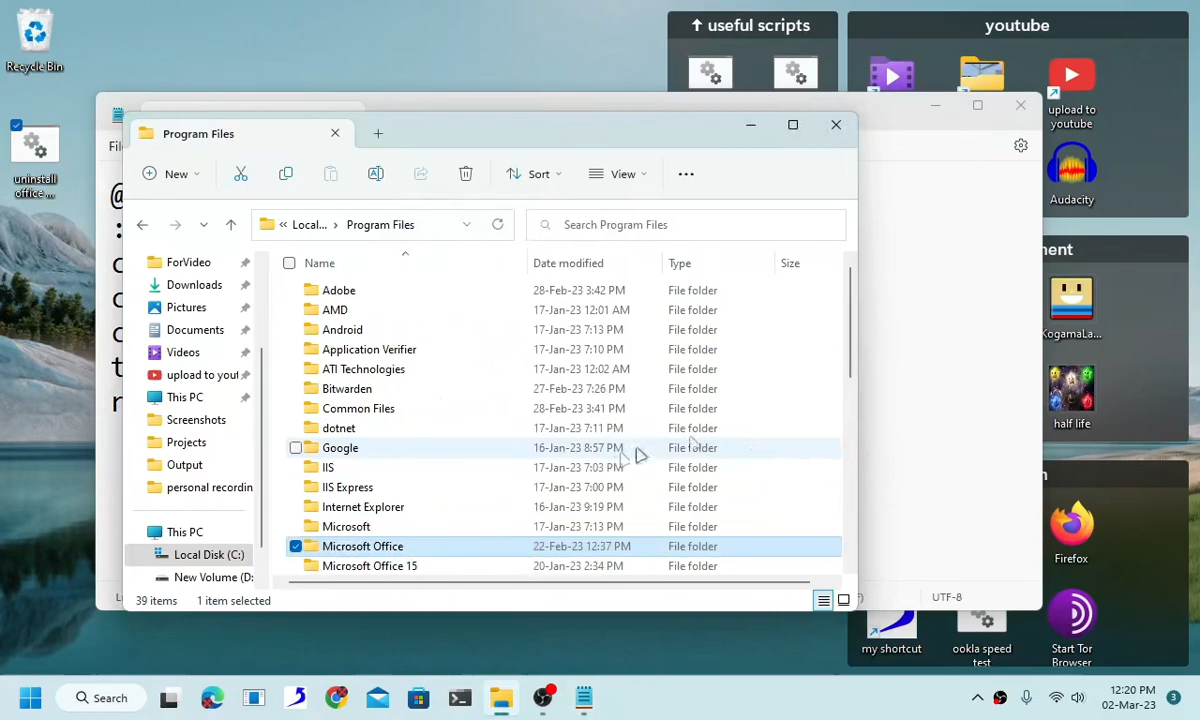 Recycle Bin
uninstall
office ...
↑ useful scripts
youtube
upload to
youtube
Audacity
KogamaLa...
half life
Firefox
my shortcut
ookla speed
test
Start Tor
Browser
Program Files
New
Sort
View
« Local... > Program Files
Search Program Files
ForVideo
Downloads
Pictures
Documents
Videos
upload to yout
This PC
Screenshots
Projects
Output
personal recordin
This PC
Local Disk (C:)
New Volume (D:
Name Date modified Type Size
Adobe 28-Feb-23 3:42 PM File folder
AMD 17-Jan-23 12:01 AM File folder
Android 17-Jan-23 7:13 PM File folder
Application Verifier 17-Jan-23 7:10 PM File folder
ATI Technologies 17-Jan-23 12:02 AM File folder
Bitwarden 27-Feb-23 7:26 PM File folder
Common Files 28-Feb-23 3:41 PM File folder
dotnet 17-Jan-23 7:11 PM File folder
Google 16-Jan-23 8:57 PM File folder
IIS 17-Jan-23 7:03 PM File folder
IIS Express 17-Jan-23 7:00 PM File folder
Internet Explorer 16-Jan-23 9:19 PM File folder
Microsoft 17-Jan-23 7:13 PM File folder
Microsoft Office 22-Feb-23 12:37 PM File folder
Microsoft Office 15 20-Jan-23 2:34 PM File folder
39 items 1 item selected
UTF-8
Search
12:20 PM
02-Mar-23
3